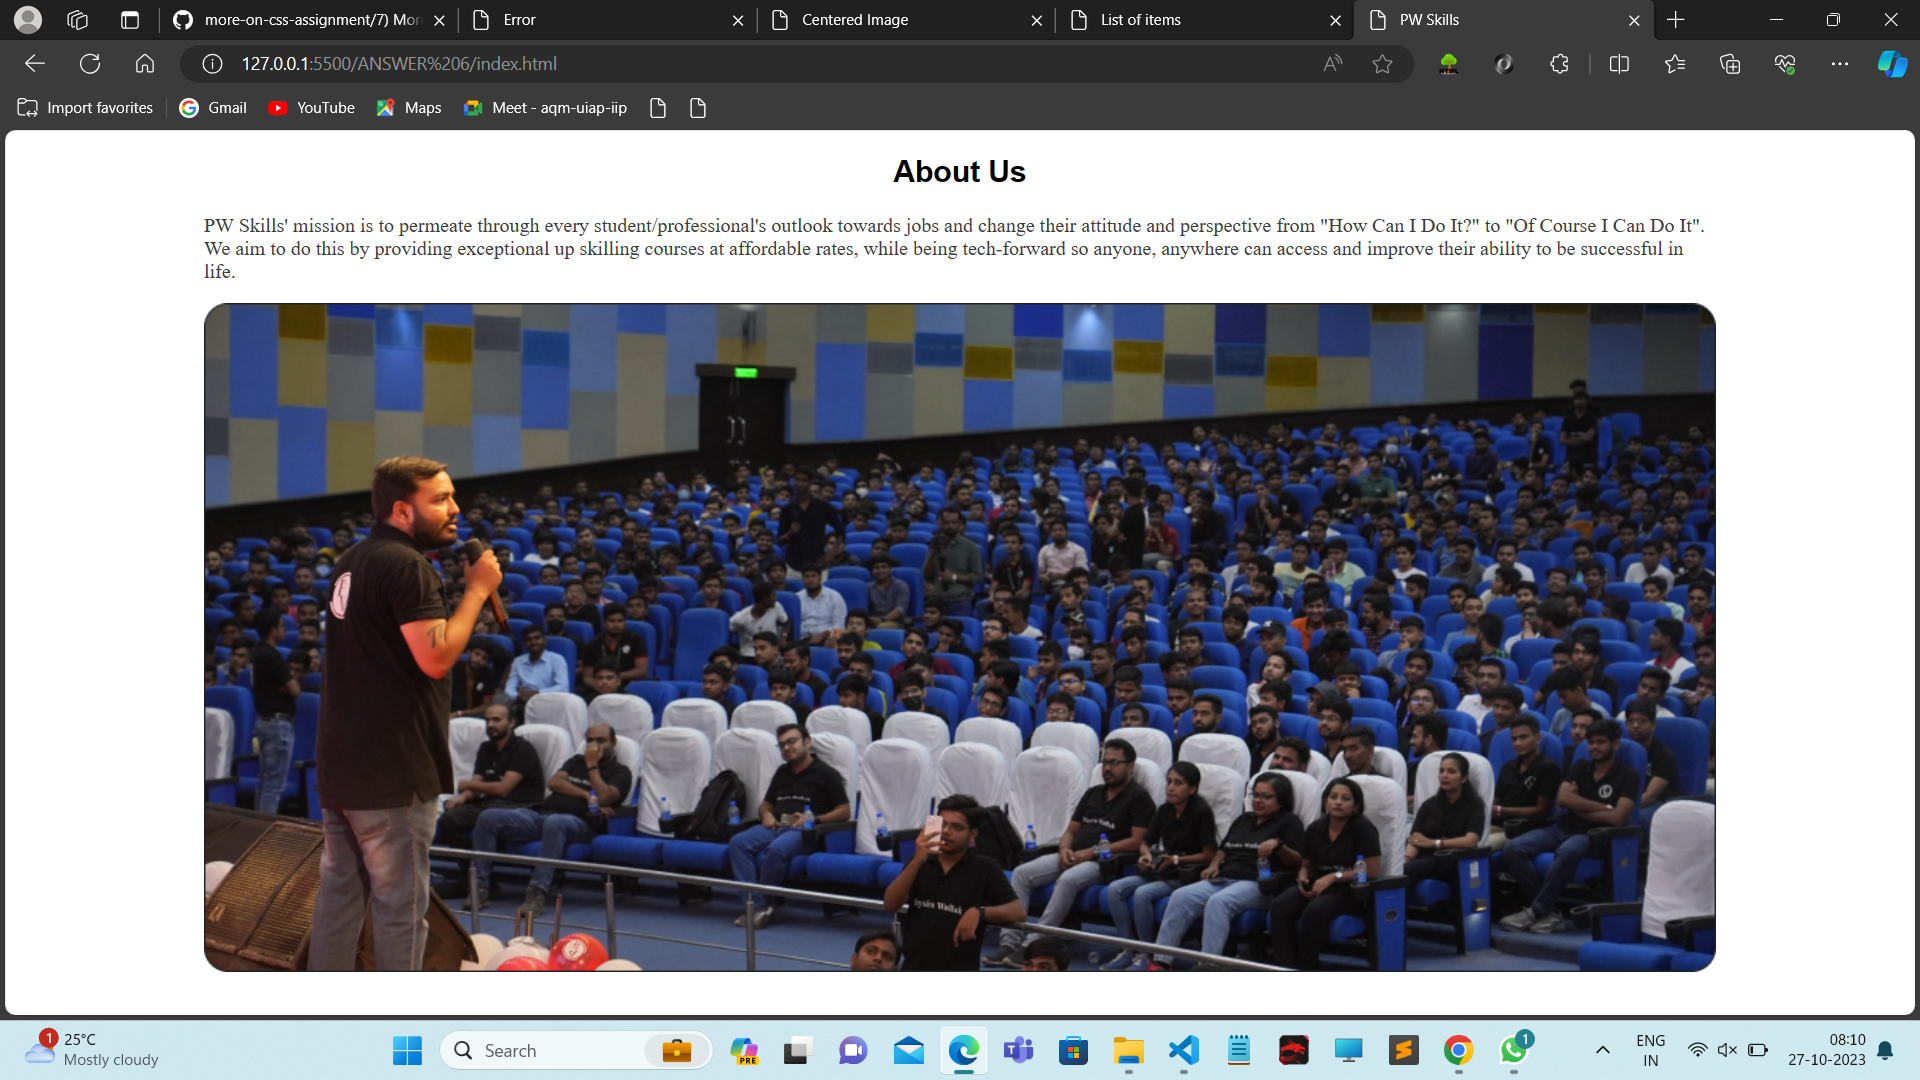 more-on-css-assignment/7) Mor
Error
Centered Image
List of items
PW Skills
127.0.0.1:5500/ANSWER%206/index.html
Import favorites
Gmail
YouTube
Maps
Meet - aqm-uiap-iip
About Us
PW Skills' mission is to permeate through every student/professional's outlook towards jobs and change their attitude and perspective from "How Can I Do It?" to "Of Course I Can Do It".
We aim to do this by providing exceptional up skilling courses at affordable rates, while being tech-forward so anyone, anywhere can access and improve their ability to be successful in
life.
Physics Wallah
1
25°C
Mostly cloudy
Search
PRE
1
ENG
IN
08:10
27-10-2023